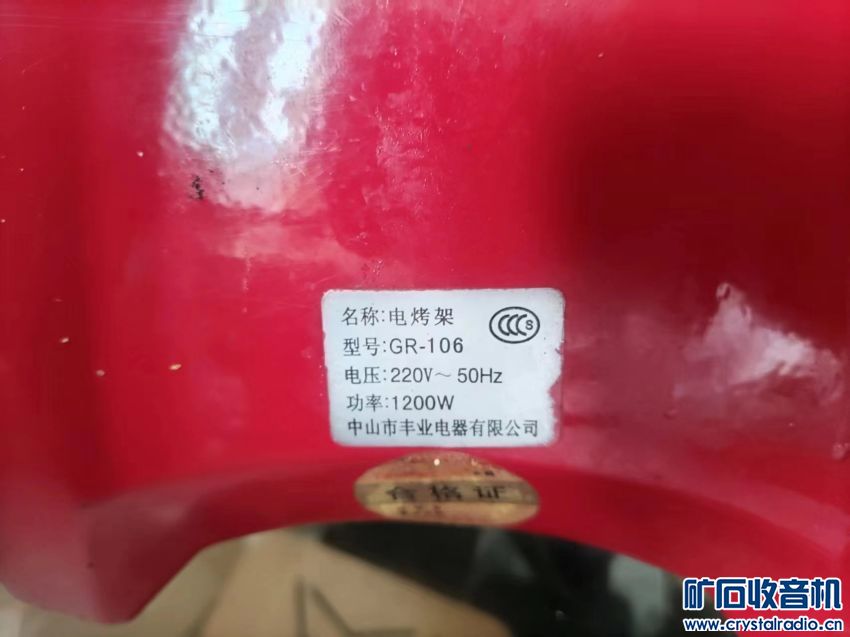 名称:电烤架
CCC S
型号:GR-106
电压:220V～50Hz
功率:1200W
中山市丰业电器有限公司
合格证
矿石收音机
www.crystalradio.cn